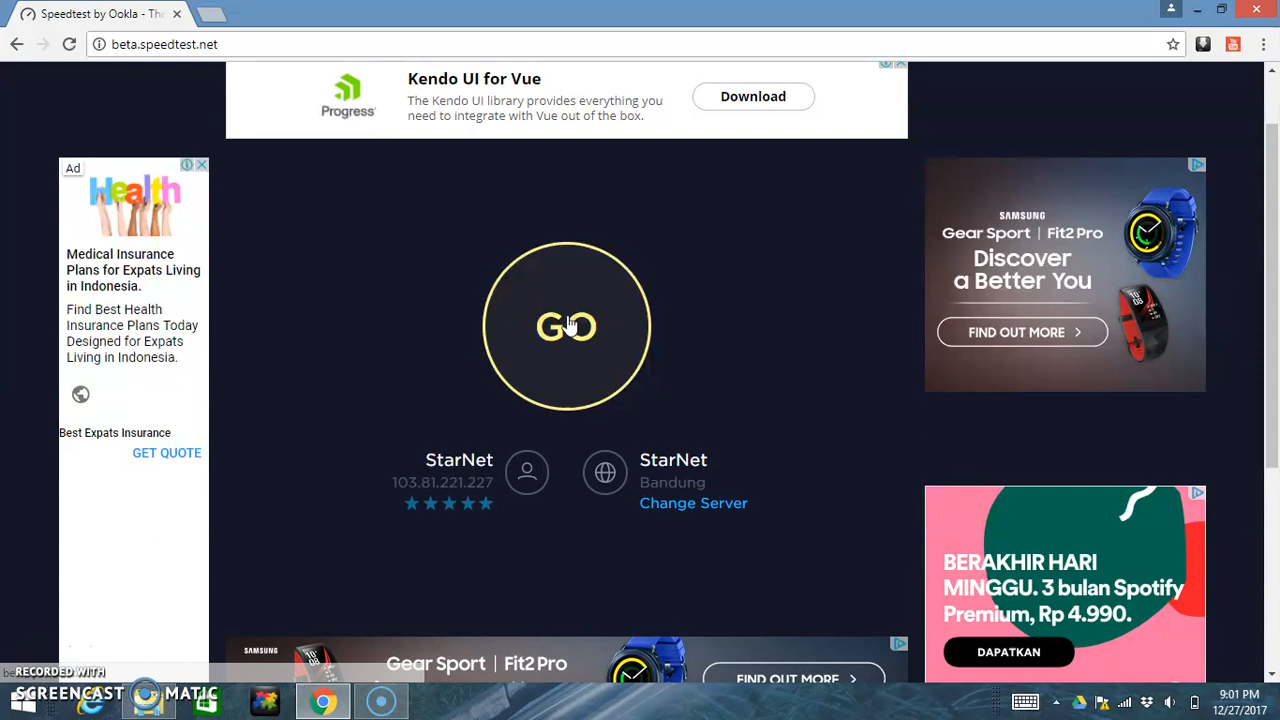 Speedtest by Ookla - The
beta.speedtest.net
Kendo UI for Vue
The Kendo UI library provides everything you
need to integrate with Vue out of the box.
Progress
Download
Ad
Health
Medical Insurance
Plans for Expats Living
in Indonesia.
Find Best Health
Insurance Plans Today
Designed for Expats
Living in Indonesia.
Best Expats Insurance
GET QUOTE
GO
StarNet
103.81.221.227
StarNet
Bandung
Change Server
SAMSUNG
Gear Sport | Fit2 Pro
Discover
a Better You
FIND OUT MORE
BERAKHIR HARI
MINGGU. 3 bulan Spotify
Premium, Rp 4.990.
DAPATKAN
SAMSUNG
Gear Sport | Fit2 Pro
FIND OUT MORE
RECORDED WITH
SCREENCAST MATIC
9:01 PM
12/27/2017